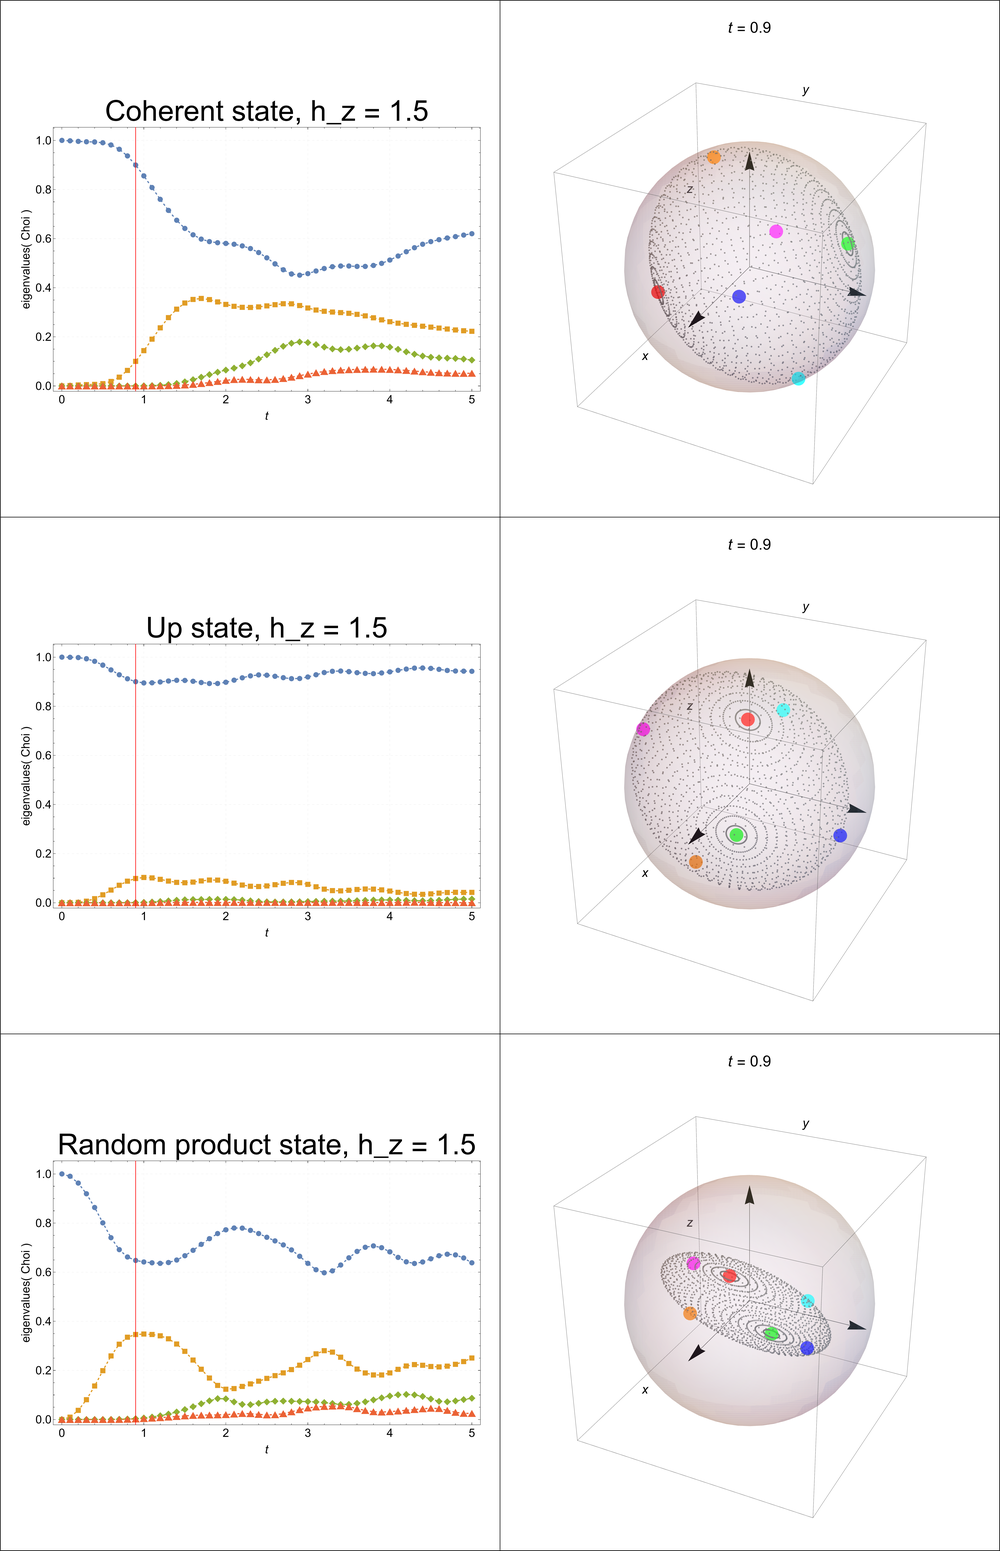 Coherent state, h_z = 1.5
eigenvalues( Choi )
1.0
0.8
0.6
0.4
0.2
0.0
0 1 2 3 4 5
t
t = 0.9
y
z
x
Up state, h_z = 1.5
eigenvalues( Choi )
1.0
0.8
0.6
0.4
0.2
0.0
0 1 2 3 4 5
t
t = 0.9
y
z
x
Random product state, h_z = 1.5
eigenvalues( Choi )
1.0
0.8
0.6
0.4
0.2
0.0
0 1 2 3 4 5
t
t = 0.9
y
z
x